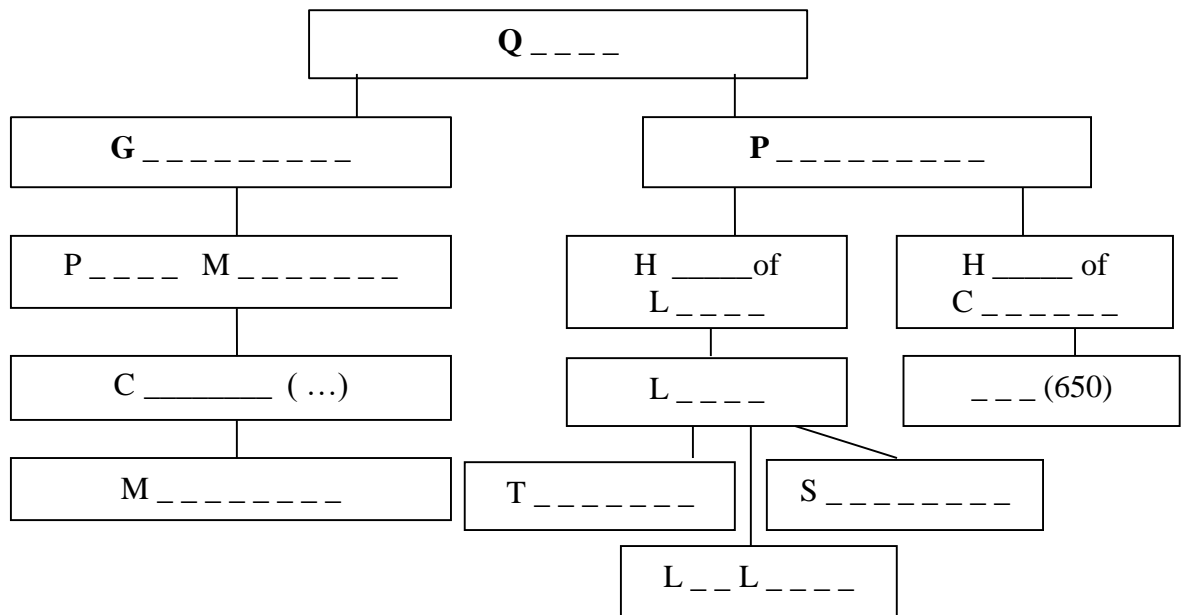 Q _ _ _ _
G _ _ _ _ _ _ _ _ _
P _ _ _ _ _ _ _ _ _
P _ _ _ _ M _ _ _ _ _ _ _
H _____of
L _ _ _ _
H _____ of
C _ _ _ _ _ _
C ________ ( …)
L _ _ _ _
_ _ _ (650)
M _ _ _ _ _ _ _ _
T _ _ _ _ _ _ _
S _ _ _ _ _ _ _ _
L _ _ L _ _ _ _